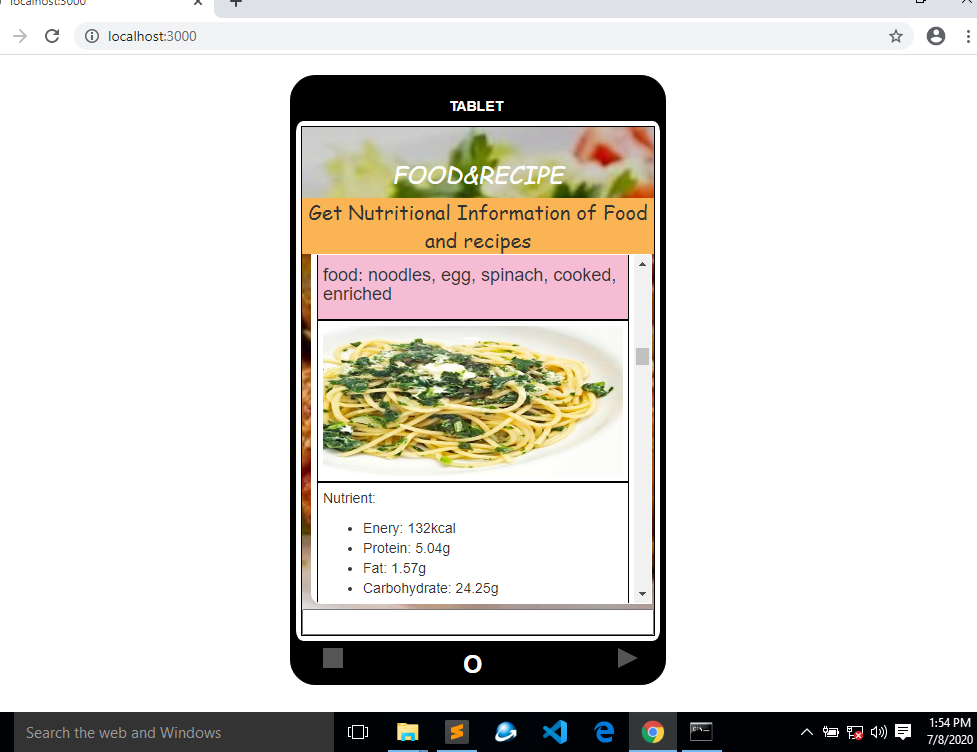 localhost:3000
localhost:3000
TABLET
FOOD&RECIPE
Get Nutritional Information of Food
and recipes
food: noodles, egg, spinach, cooked,
enriched
Nutrient:
• Enery: 132kcal
• Protein: 5.04g
• Fat: 1.57g
• Carbohydrate: 24.25g
O
Search the web and Windows
1:54 PM
7/8/2020